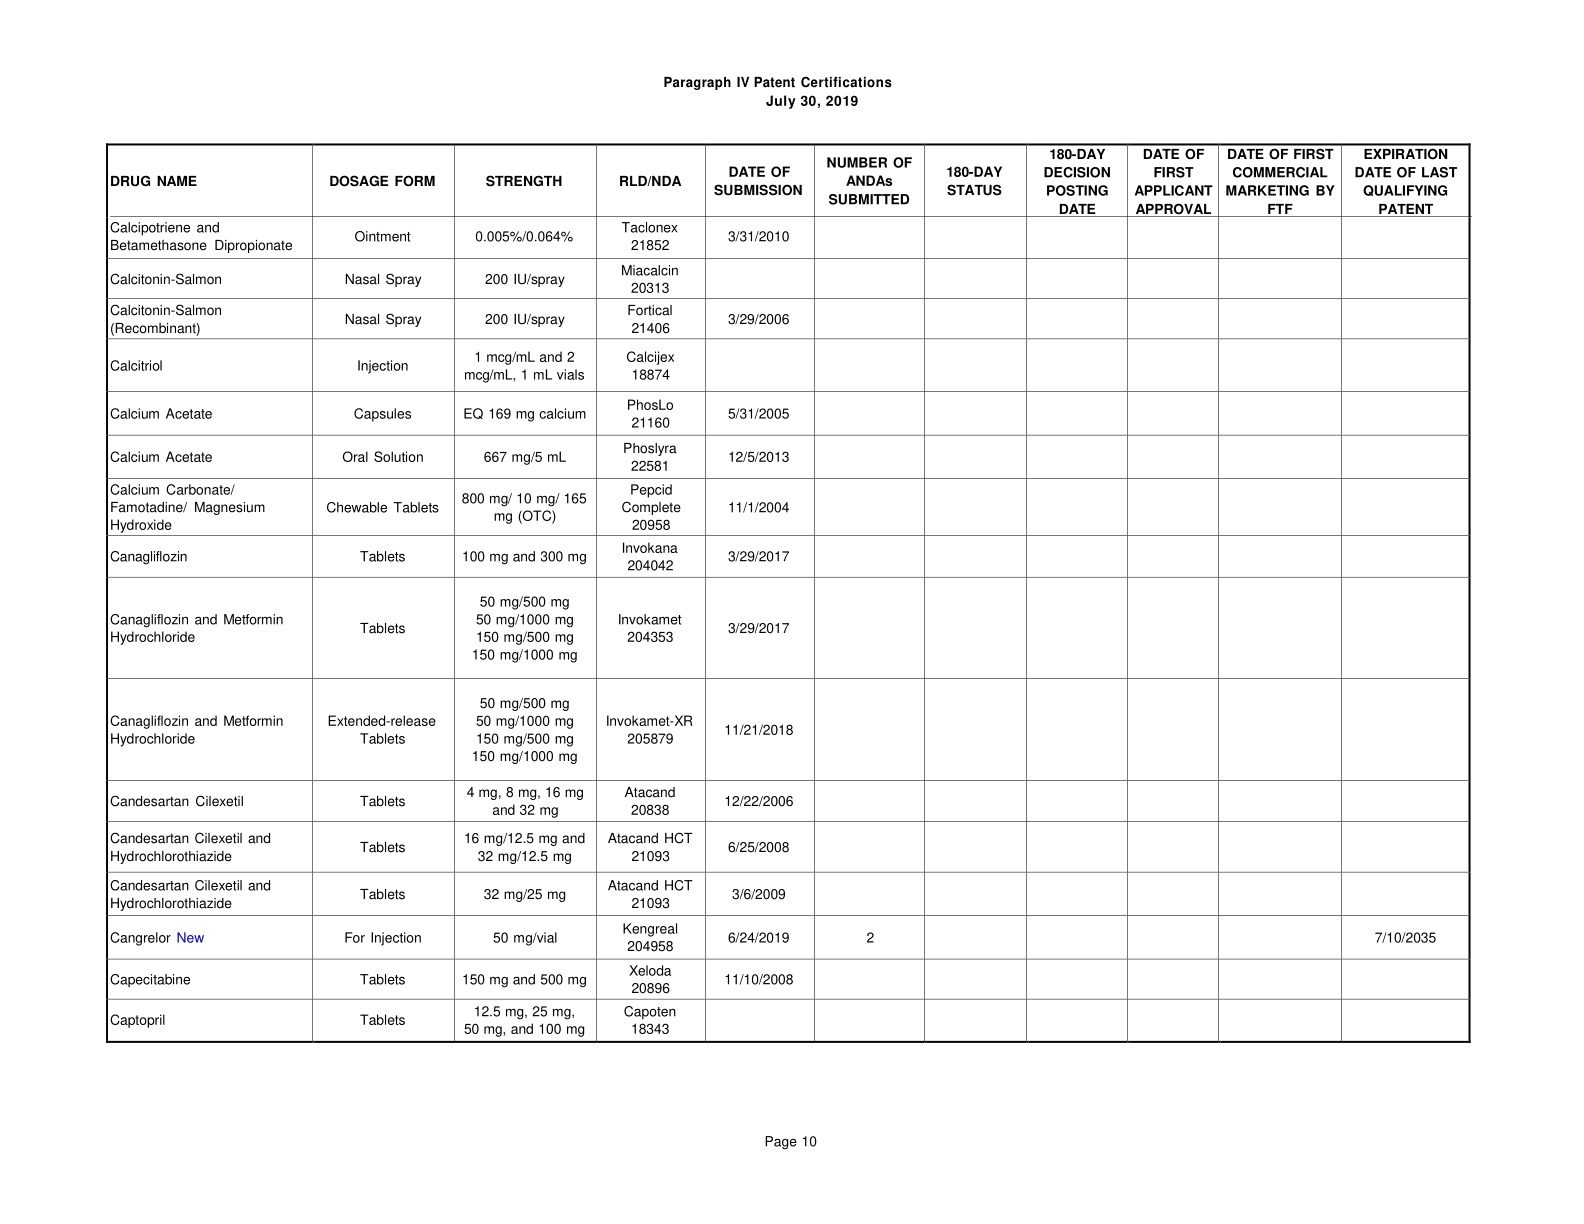 Paragraph IV Patent Certifications
July 30, 2019
DRUG NAME
DOSAGE FORM
STRENGTH
RLD/NDA
DATE OF
SUBMISSION
NUMBER OF
ANDAs
SUBMITTED
180-DAY
STATUS
180-DAY
DECISION
POSTING
DATE
DATE OF
FIRST
APPLICANT
APPROVAL
DATE OF FIRST
COMMERCIAL
MARKETING BY
FTF
EXPIRATION
DATE OF LAST
QUALIFYING
PATENT
Calcipotriene and
Betamethasone Dipropionate
Ointment
0.005%/0.064%
Taclonex
21852
3/31/2010
Calcitonin-Salmon
Nasal Spray
200 IU/spray
Miacalcin
20313
Calcitonin-Salmon
(Recombinant)
Nasal Spray
200 IU/spray
Fortical
21406
3/29/2006
Calcitriol
Injection
1 mcg/mL and 2
mcg/mL, 1 mL vials
Calcijex
18874
Calcium Acetate
Capsules
EQ 169 mg calcium
PhosLo
21160
5/31/2005
Calcium Acetate
Oral Solution
667 mg/5 mL
Phoslyra
22581
12/5/2013
Calcium Carbonate/
Famotadine/ Magnesium
Hydroxide
Chewable Tablets
800 mg/ 10 mg/ 165
mg (OTC)
Pepcid
Complete
20958
11/1/2004
Canagliflozin
Tablets
100 mg and 300 mg
Invokana
204042
3/29/2017
Canagliflozin and Metformin
Hydrochloride
Tablets
50 mg/500 mg
50 mg/1000 mg
150 mg/500 mg
150 mg/1000 mg
Invokamet
204353
3/29/2017
Canagliflozin and Metformin
Hydrochloride
Extended-release
Tablets
50 mg/500 mg
50 mg/1000 mg
150 mg/500 mg
150 mg/1000 mg
Invokamet-XR
205879
11/21/2018
Candesartan Cilexetil
Tablets
4 mg, 8 mg, 16 mg
and 32 mg
Atacand
20838
12/22/2006
Candesartan Cilexetil and
Hydrochlorothiazide
Tablets
16 mg/12.5 mg and
32 mg/12.5 mg
Atacand HCT
21093
6/25/2008
Candesartan Cilexetil and
Hydrochlorothiazide
Tablets
32 mg/25 mg
Atacand HCT
21093
3/6/2009
Cangrelor New
For Injection
50 mg/vial
Kengreal
204958
6/24/2019
2
7/10/2035
Capecitabine
Tablets
150 mg and 500 mg
Xeloda
20896
11/10/2008
Captopril
Tablets
12.5 mg, 25 mg,
50 mg, and 100 mg
Capoten
18343
Page 10